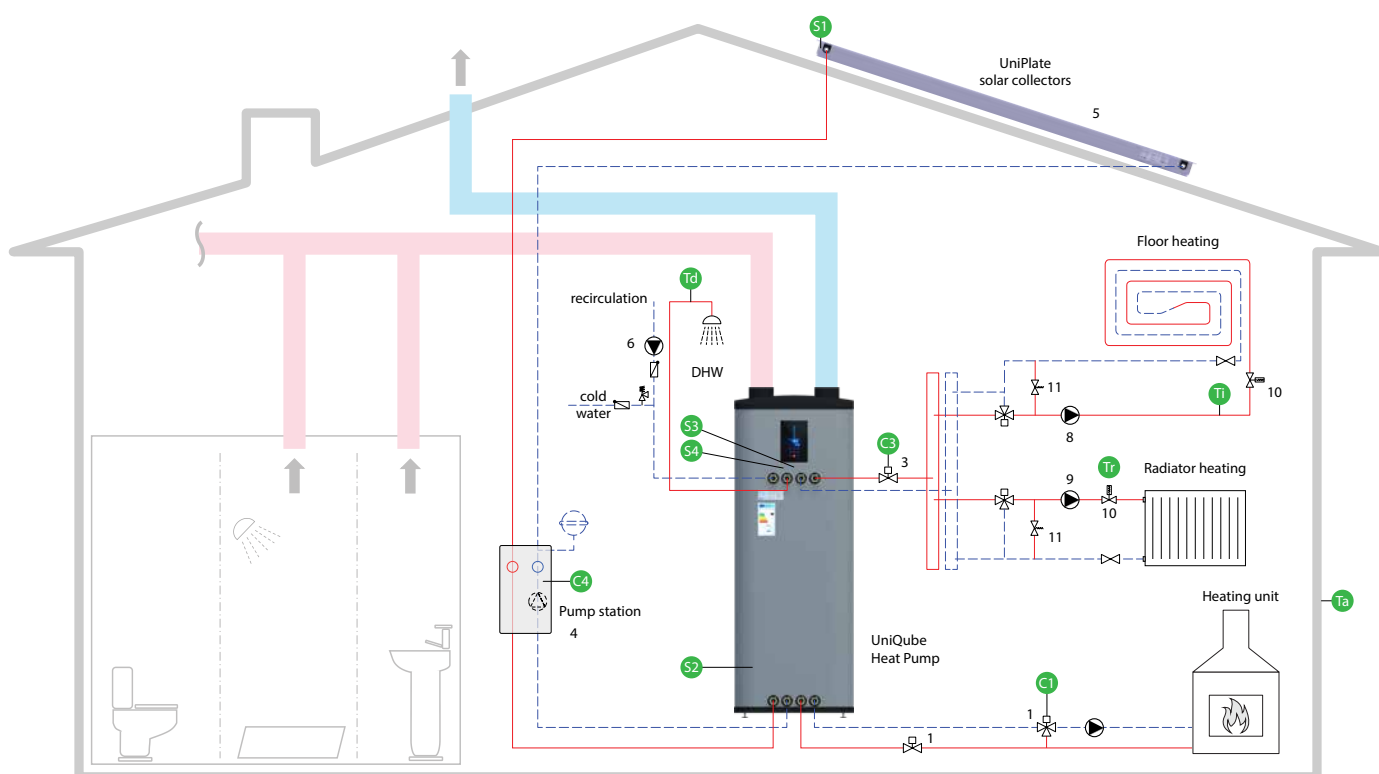 S1
UniPlate
solar collectors
5
Floor heating
Td
recirculation
6
DHW
cold
water
11
10
Ti
8
S3
S4
C3
3
Tr
Radiator heating
9
10
11
C4
Pump station
4
Heating unit
Ta
UniQube
Heat Pump
S2
C1
1
1